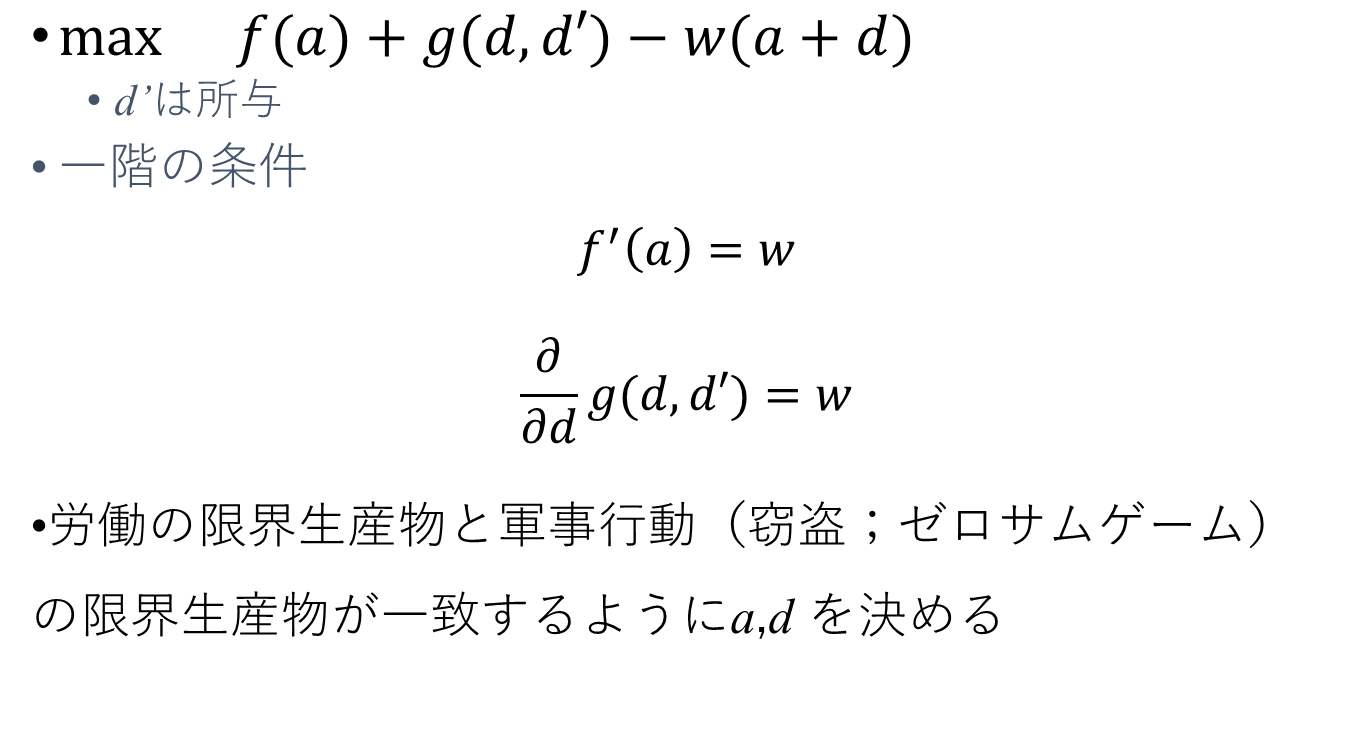 •max f(a) + g(d, d′) − w(a + d)
• d’は所与
• 一階の条件
f′(a) = w
∂/∂d g(d, d′) = w
•労働の限界生産物と軍事行動（窃盗；ゼロサムゲーム）
の限界生産物が一致するようにa,d を決める